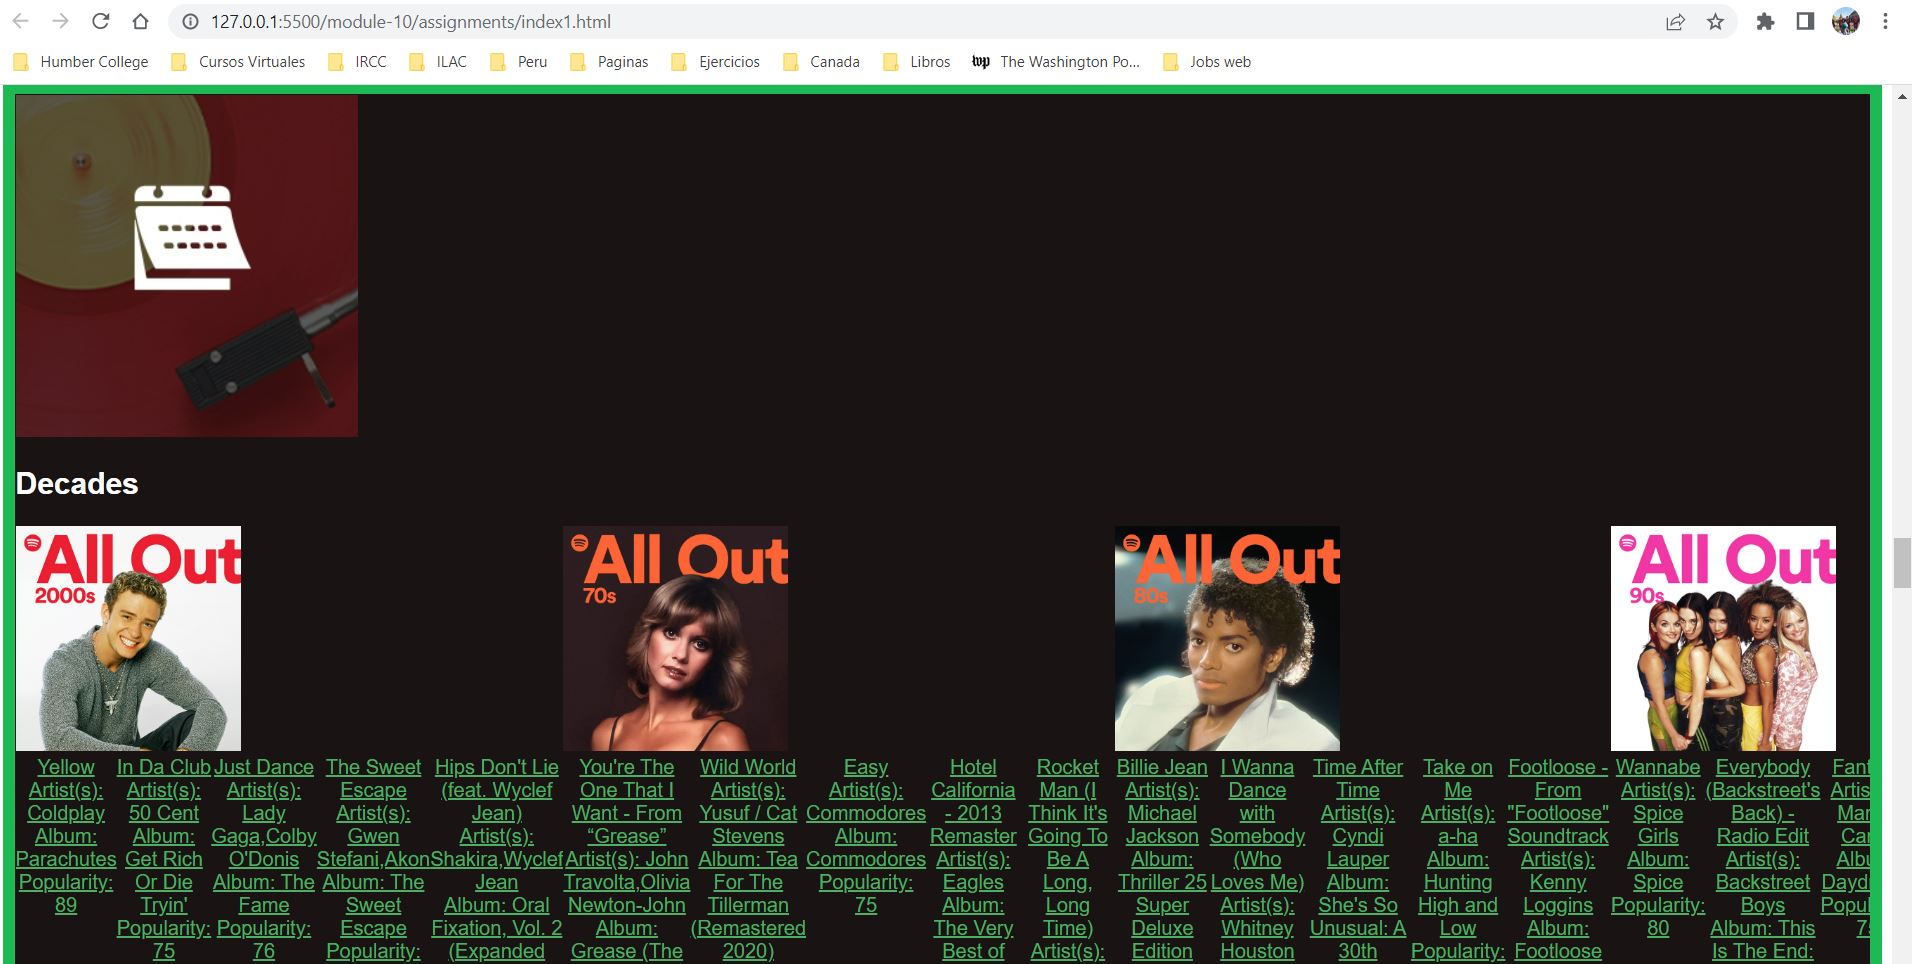 127.0.0.1:5500/module-10/assignments/index1.html
Humber College Cursos Virtuales IRCC ILAC Peru Paginas Ejercicios Canada Libros wp The Washington Po... Jobs web
Decades
All Out
2000s
All Out
70s
All Out
80s
All Out
90s
Yellow
Artist(s):
Coldplay
Album:
Parachutes
Popularity:
89
In Da Club
Artist(s):
50 Cent
Album:
Get Rich
Or Die
Tryin'
Popularity:
75
Just Dance
Artist(s):
Lady
Gaga,Colby
O'Donis
Album: The
Fame
Popularity:
76
The Sweet
Escape
Artist(s):
Gwen
Stefani,Akon
Album: The
Sweet
Escape
Popularity:
Hips Don't Lie
(feat. Wyclef
Jean)
Artist(s):
Shakira,Wyclef
Jean
Album: Oral
Fixation, Vol. 2
(Expanded
You're The
One That I
Want - From
“Grease”
Artist(s): John
Travolta,Olivia
Newton-John
Album:
Grease (The
Wild World
Artist(s):
Yusuf / Cat
Stevens
Album: Tea
For The
Tillerman
(Remastered
2020)
Easy
Artist(s):
Commodores
Album:
Commodores
Popularity:
75
Hotel
California
- 2013
Remaster
Artist(s):
Eagles
Album:
The Very
Best of
Rocket
Man (I
Think It's
Going To
Be A
Long,
Long
Time)
Artist(s):
Billie Jean
Artist(s):
Michael
Jackson
Album:
Thriller 25
Super
Deluxe
Edition
I Wanna
Dance
with
Somebody
(Who
Loves Me)
Artist(s):
Whitney
Houston
Time After
Time
Artist(s):
Cyndi
Lauper
Album:
She's So
Unusual: A
30th
Take on
Me
Artist(s):
a-ha
Album:
Hunting
High and
Low
Popularity:
Footloose -
From
"Footloose"
Soundtrack
Artist(s):
Kenny
Loggins
Album:
Footloose
Wannabe
Artist(s):
Spice
Girls
Album:
Spice
Popularity:
80
Everybody
(Backstreet's
Back) -
Radio Edit
Artist(s):
Backstreet
Boys
Album: This
Is The End: